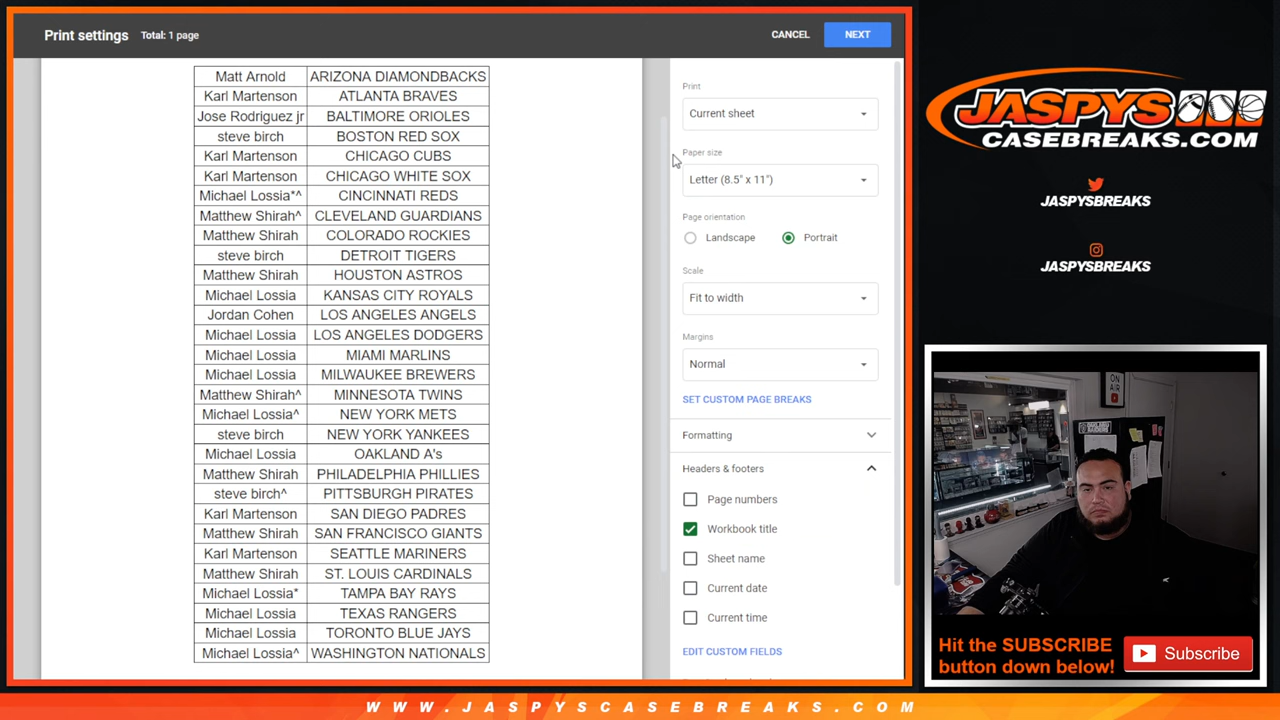 Print settings Total: 1 page CANCEL NEXT
Matt Arnold ARIZONA DIAMONDBACKS
Karl Martenson ATLANTA BRAVES
Jose Rodriguez jr BALTIMORE ORIOLES
steve birch BOSTON RED SOX
Karl Martenson CHICAGO CUBS
Karl Martenson CHICAGO WHITE SOX
Michael Lossia*^ CINCINNATI REDS
Matthew Shirah^ CLEVELAND GUARDIANS
Matthew Shirah COLORADO ROCKIES
steve birch DETROIT TIGERS
Matthew Shirah HOUSTON ASTROS
Michael Lossia KANSAS CITY ROYALS
Jordan Cohen LOS ANGELES ANGELS
Michael Lossia LOS ANGELES DODGERS
Michael Lossia MIAMI MARLINS
Michael Lossia MILWAUKEE BREWERS
Matthew Shirah^ MINNESOTA TWINS
Michael Lossia^ NEW YORK METS
steve birch NEW YORK YANKEES
Michael Lossia OAKLAND A's
Matthew Shirah PHILADELPHIA PHILLIES
steve birch^ PITTSBURGH PIRATES
Karl Martenson SAN DIEGO PADRES
Matthew Shirah SAN FRANCISCO GIANTS
Karl Martenson SEATTLE MARINERS
Matthew Shirah ST. LOUIS CARDINALS
Michael Lossia* TAMPA BAY RAYS
Michael Lossia TEXAS RANGERS
Michael Lossia TORONTO BLUE JAYS
Michael Lossia^ WASHINGTON NATIONALS
Print
Current sheet
Paper size
Letter (8.5" x 11")
Page orientation
Landscape Portrait
Scale
Fit to width
Margins
Normal
SET CUSTOM PAGE BREAKS
Formatting
Headers & footers
Page numbers
Workbook title
Sheet name
Current date
Current time
EDIT CUSTOM FIELDS
JASPYS
CASEBREAKS.COM
JASPYSBREAKS
JASPYSBREAKS
ON AIR
Hit the SUBSCRIBE
button down below!
Subscribe
WWW.JASPYSCASEBREAKS.COM